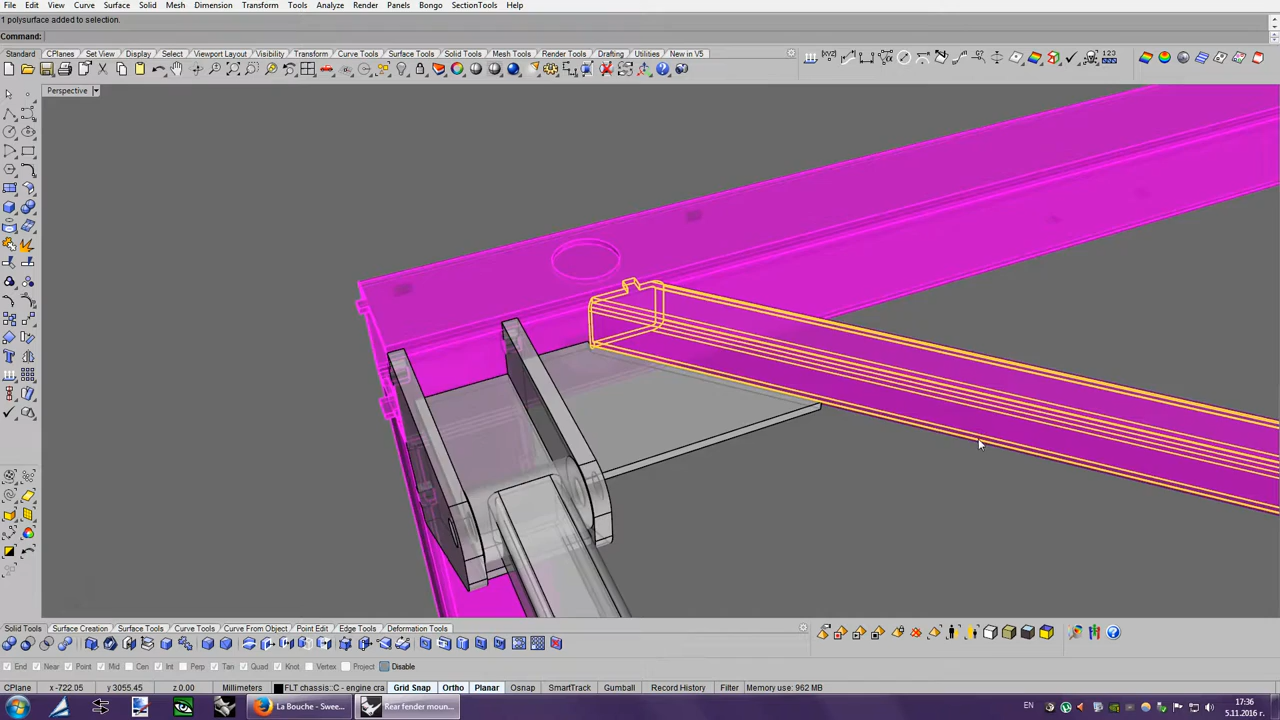 File Edit View Curve Surface Solid Mesh Dimension Transform Tools Analyze Render Panels Bongo SectionTools Help
1 polysurface added to selection.
Command:
Standard CPlanes Set View Display Select Viewport Layout Visibility Transform Curve Tools Surface Tools Solid Tools Mesh Tools Render Tools Drafting Utilities New in V5
Perspective
Solid Tools Surface Creation Surface Tools Curve Tools Curve From Object Point Edit Edge Tools Deformation Tools
End Near Point Mid Cen Int Perp Tan Quad Knot Vertex Project Disable
CPlane x -722.05 y 3055.45 z 0.00 Millimeters FLT chassis::C - engine cra Grid Snap Ortho Planar Osnap SmartTrack Gumball Record History Filter Memory use: 962 MB
La Bouche - Swee... Rear fender moun... EN 17:36
5.11.2016 г.